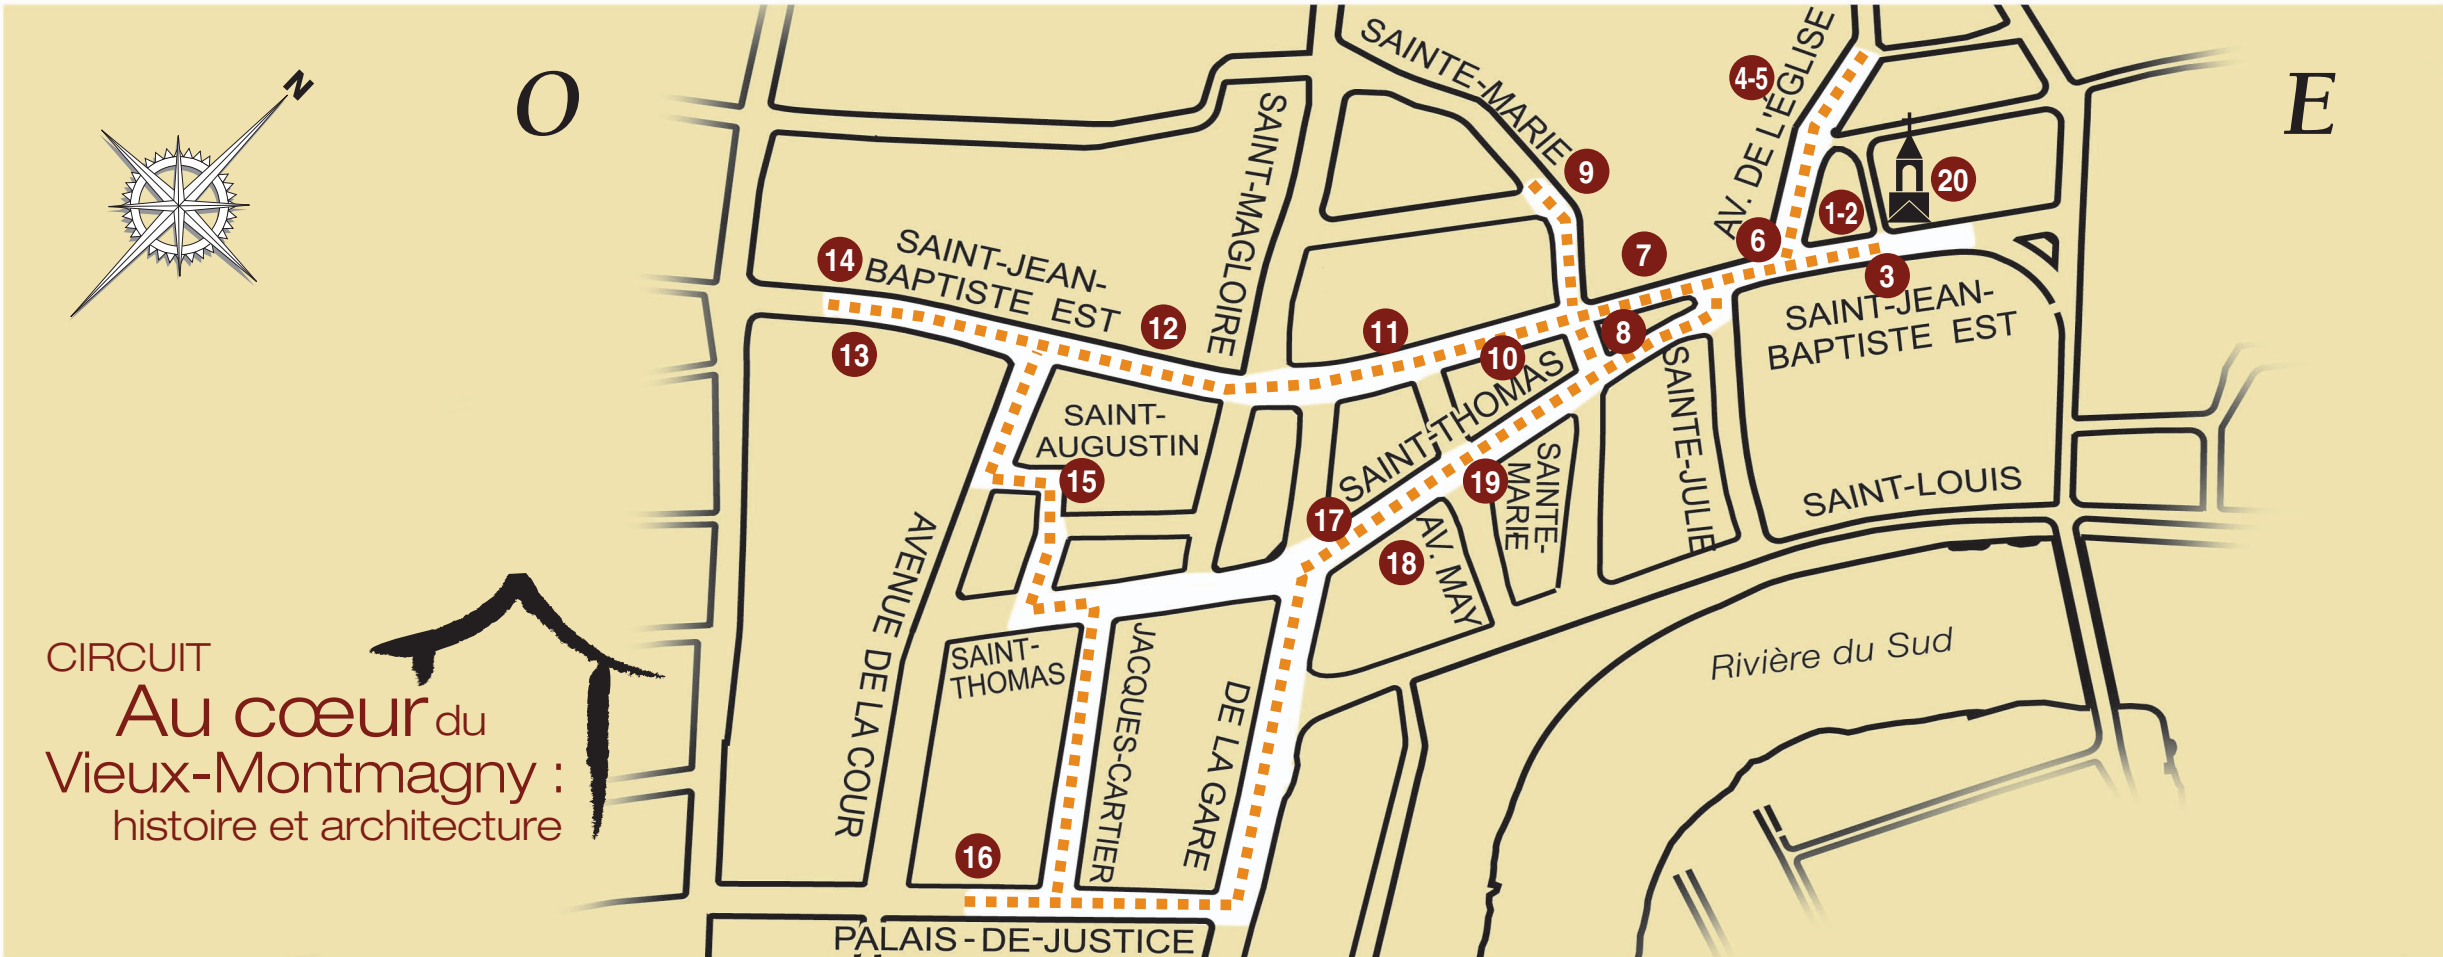 N
O
E
SAINTE-MARIE
AV. DE L'ÉGLISE
4-5
9
20
1-2
6
7
3
SAINT-MAGLOIRE
14
SAINT-JEAN-
BAPTISTE EST
12
13
11
10
8
SAINT-JEAN-
BAPTISTE EST
SAINT-THOMAS
SAINTE-JULIE
SAINT-
AUGUSTIN
15
19
SAINTE-
MARIE
SAINT-LOUIS
17
18
AV. MAY
AVENUE DE LA COUR
SAINT-
THOMAS
JACQUES-CARTIER
DE LA GARE
Rivière du Sud
16
PALAIS-DE-JUSTICE
CIRCUIT
Au cœur du
Vieux-Montmagny :
histoire et architecture